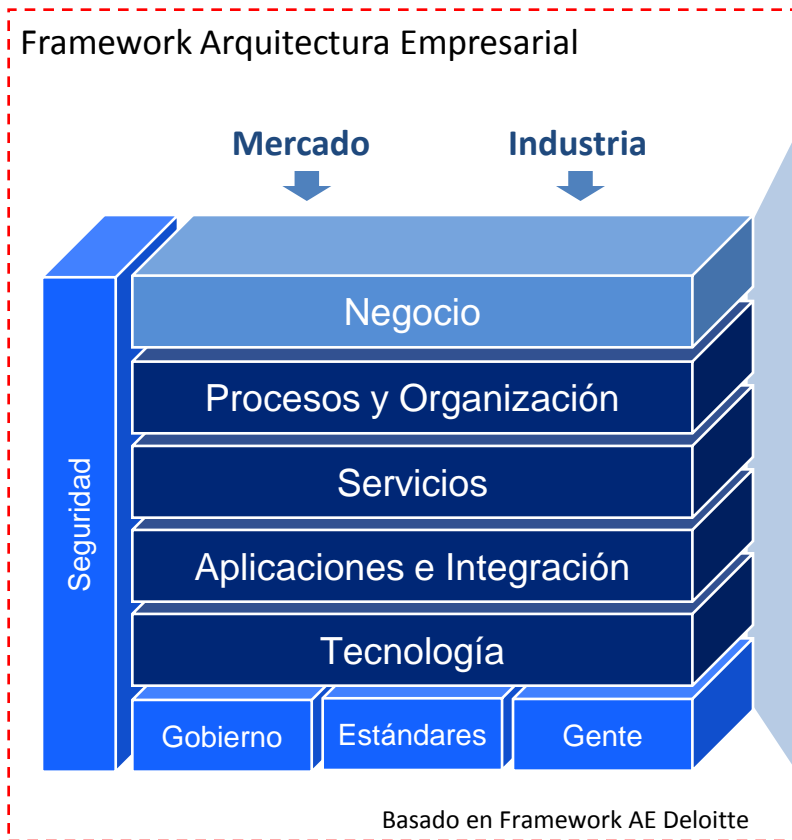 Framework Arquitectura Empresarial
Mercado
Industria
Negocio
Procesos y Organización
Servicios
Aplicaciones e Integración
Tecnología
Seguridad
Gobierno
Estándares
Gente
Basado en Framework AE Deloitte